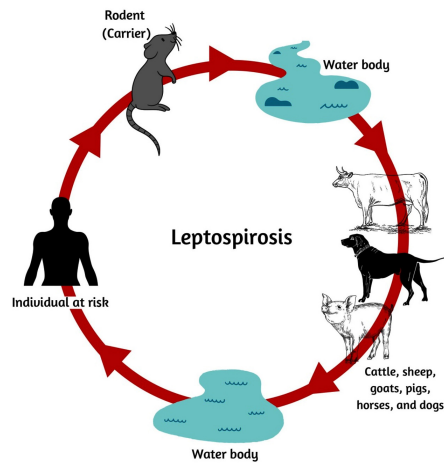 Rodent
(Carrier)
Water body
Leptospirosis
Individual at risk
Cattle, sheep,
goats, pigs,
horses, and dogs
Water body